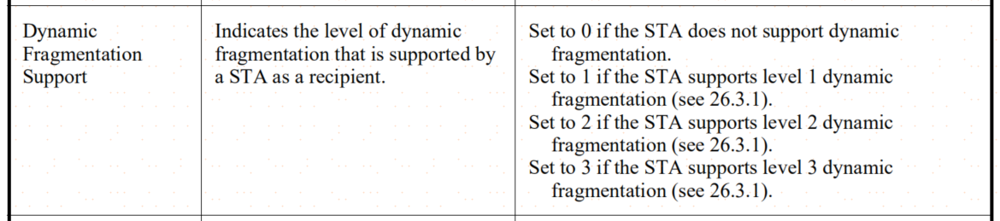 Dynamic
Fragmentation
Support
Indicates the level of dynamic
fragmentation that is supported by
a STA as a recipient.
Set to 0 if the STA does not support dynamic
fragmentation.
Set to 1 if the STA supports level 1 dynamic
fragmentation (see 26.3.1).
Set to 2 if the STA supports level 2 dynamic
fragmentation (see 26.3.1).
Set to 3 if the STA supports level 3 dynamic
fragmentation (see 26.3.1).